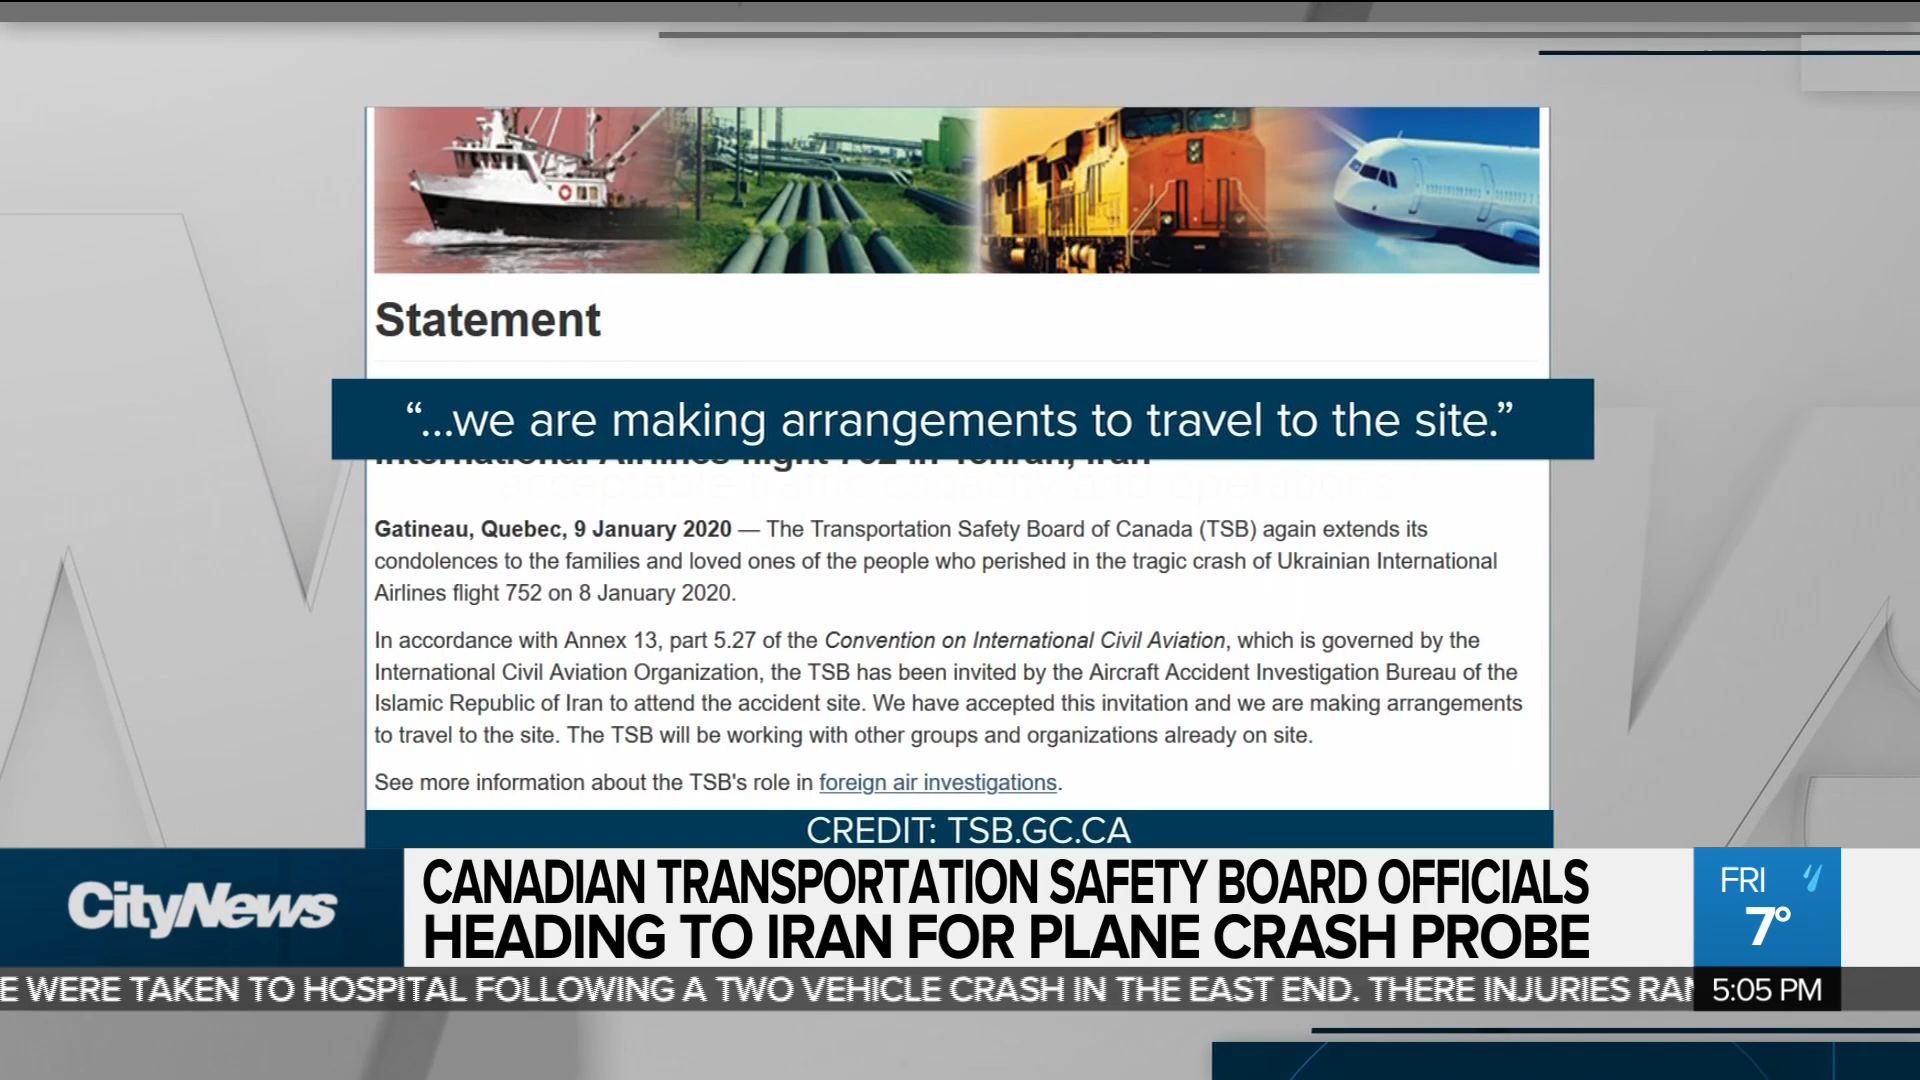 Statement
“...we are making arrangements to travel to the site.”
International Airlines flight 752 in Tehran, Iran
Gatineau, Quebec, 9 January 2020 — The Transportation Safety Board of Canada (TSB) again extends its
condolences to the families and loved ones of the people who perished in the tragic crash of Ukrainian International
Airlines flight 752 on 8 January 2020.
In accordance with Annex 13, part 5.27 of the Convention on International Civil Aviation, which is governed by the
International Civil Aviation Organization, the TSB has been invited by the Aircraft Accident Investigation Bureau of the
Islamic Republic of Iran to attend the accident site. We have accepted this invitation and we are making arrangements
to travel to the site. The TSB will be working with other groups and organizations already on site.
See more information about the TSB's role in foreign air investigations.
CREDIT: TSB.GC.CA
CityNews
CANADIAN TRANSPORTATION SAFETY BOARD OFFICIALS
HEADING TO IRAN FOR PLANE CRASH PROBE
FRI
7°
E WERE TAKEN TO HOSPITAL FOLLOWING A TWO VEHICLE CRASH IN THE EAST END. THERE INJURIES RAN
5:05 PM